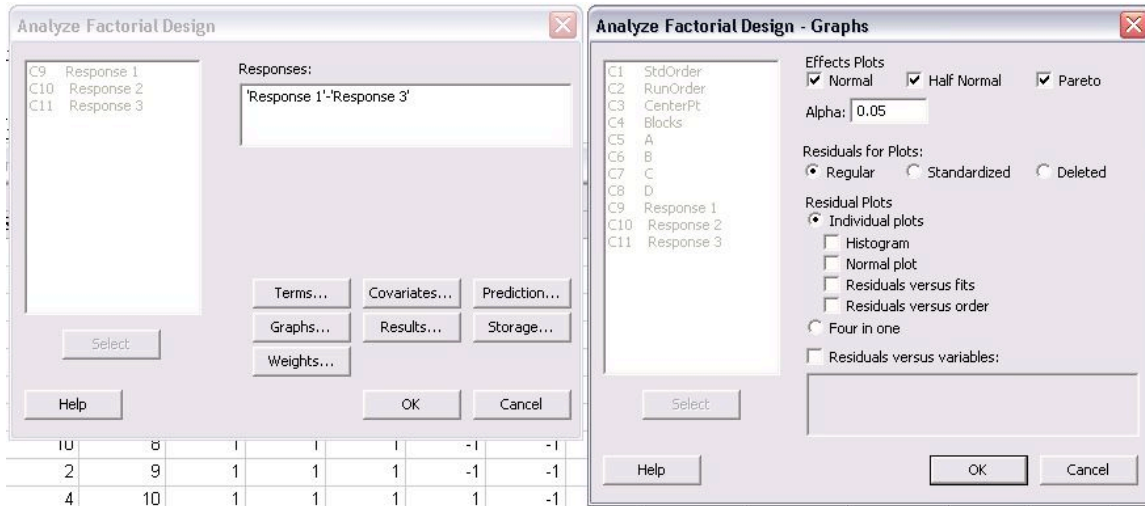 Analyze Factorial Design
C9 Response 1
C10 Response 2
C11 Response 3
Responses:
'Response 1'-'Response 3'
Terms...
Covariates...
Prediction...
Graphs...
Results...
Storage...
Weights...
Select
Help
OK
Cancel
10 8 1 1 1 -1 -1
2 9 1 1 1 -1 -1
4 10 1 1 1 1 -1
Analyze Factorial Design - Graphs
C1 StdOrder
C2 RunOrder
C3 CenterPt
C4 Blocks
C5 A
C6 B
C7 C
C8 D
C9 Response 1
C10 Response 2
C11 Response 3
Effects Plots
Normal
Half Normal
Pareto
Alpha: 0.05
Residuals for Plots:
Regular
Standardized
Deleted
Residual Plots
Individual plots
Histogram
Normal plot
Residuals versus fits
Residuals versus order
Four in one
Residuals versus variables:
Select
Help
OK
Cancel